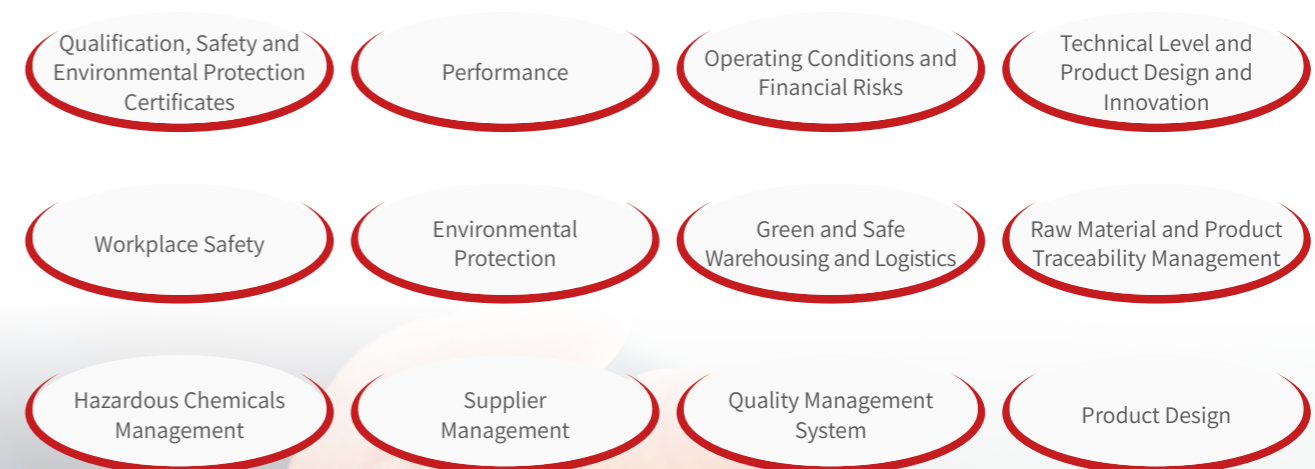 Qualification, Safety and
Environmental Protection
Certificates
Performance
Operating Conditions and
Financial Risks
Technical Level and
Product Design and
Innovation
Workplace Safety
Environmental
Protection
Green and Safe
Warehousing and Logistics
Raw Material and Product
Traceability Management
Hazardous Chemicals
Management
Supplier
Management
Quality Management
System
Product Design